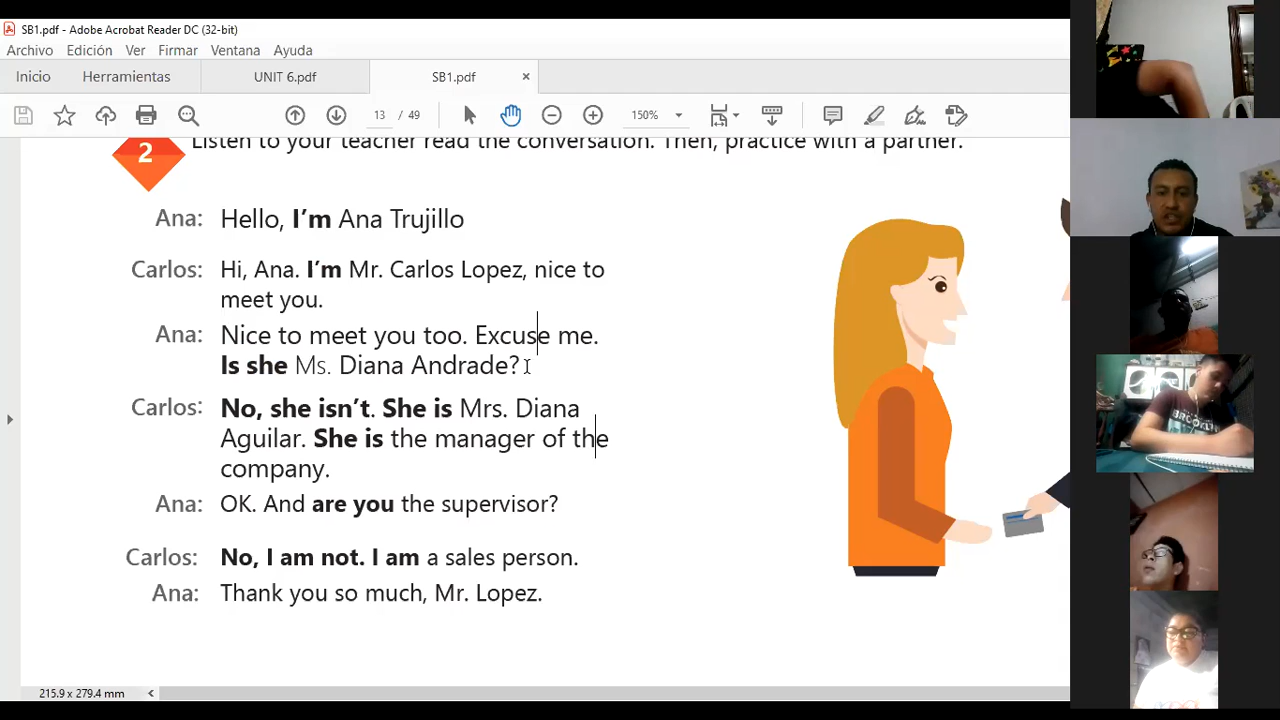 SB1.pdf - Adobe Acrobat Reader DC (32-bit)
Archivo Edición Ver Firmar Ventana Ayuda
Inicio Herramientas UNIT 6.pdf SB1.pdf ×
13 / 49 150%
2 Listen to your teacher read the conversation. Then, practice with a partner.
Ana: Hello, I'm Ana Trujillo
Carlos: Hi, Ana. I'm Mr. Carlos Lopez, nice to
meet you.
Ana: Nice to meet you too. Excuse me.
Is she Ms. Diana Andrade?
Carlos: No, she isn't. She is Mrs. Diana
Aguilar. She is the manager of the
company.
Ana: OK. And are you the supervisor?
Carlos: No, I am not. I am a sales person.
Ana: Thank you so much, Mr. Lopez.
215.9 x 279.4 mm
BROOKLYN